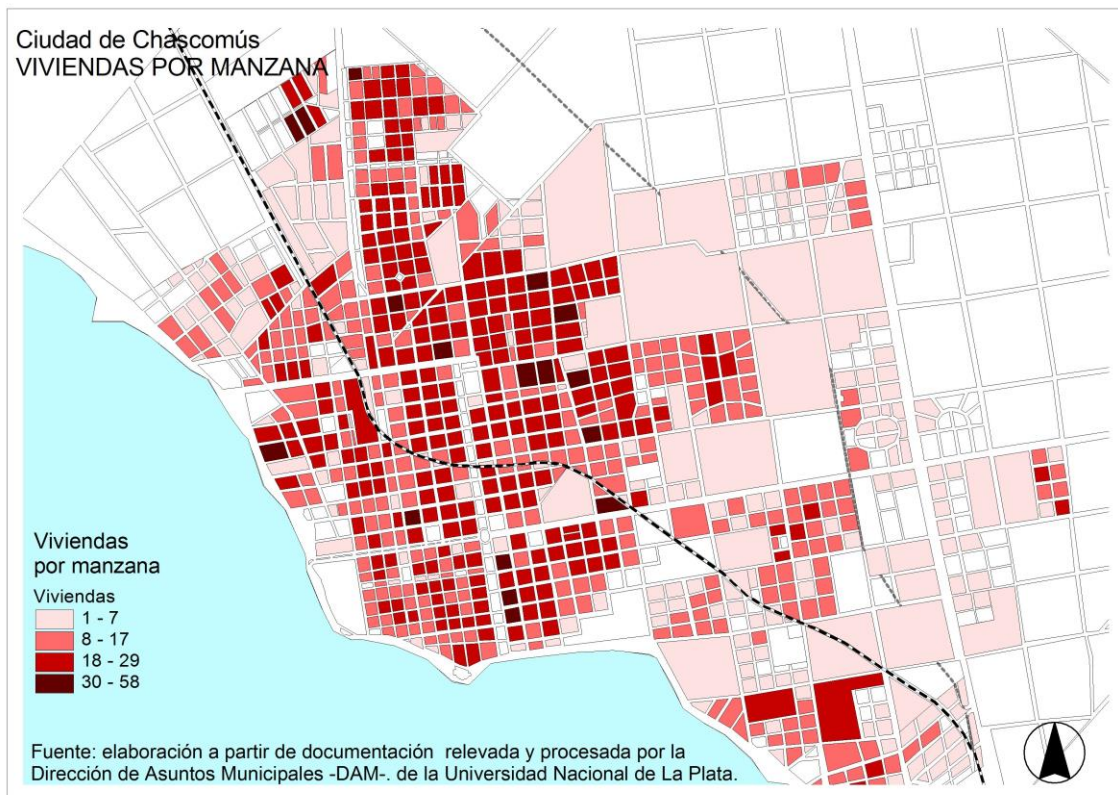 Ciudad de Chascomús
VIVIENDAS POR MANZANA
Viviendas
por manzana
Viviendas
1 - 7
8 - 17
18 - 29
30 - 58
Fuente: elaboración a partir de documentación relevada y procesada por la
Dirección de Asuntos Municipales -DAM-. de la Universidad Nacional de La Plata.